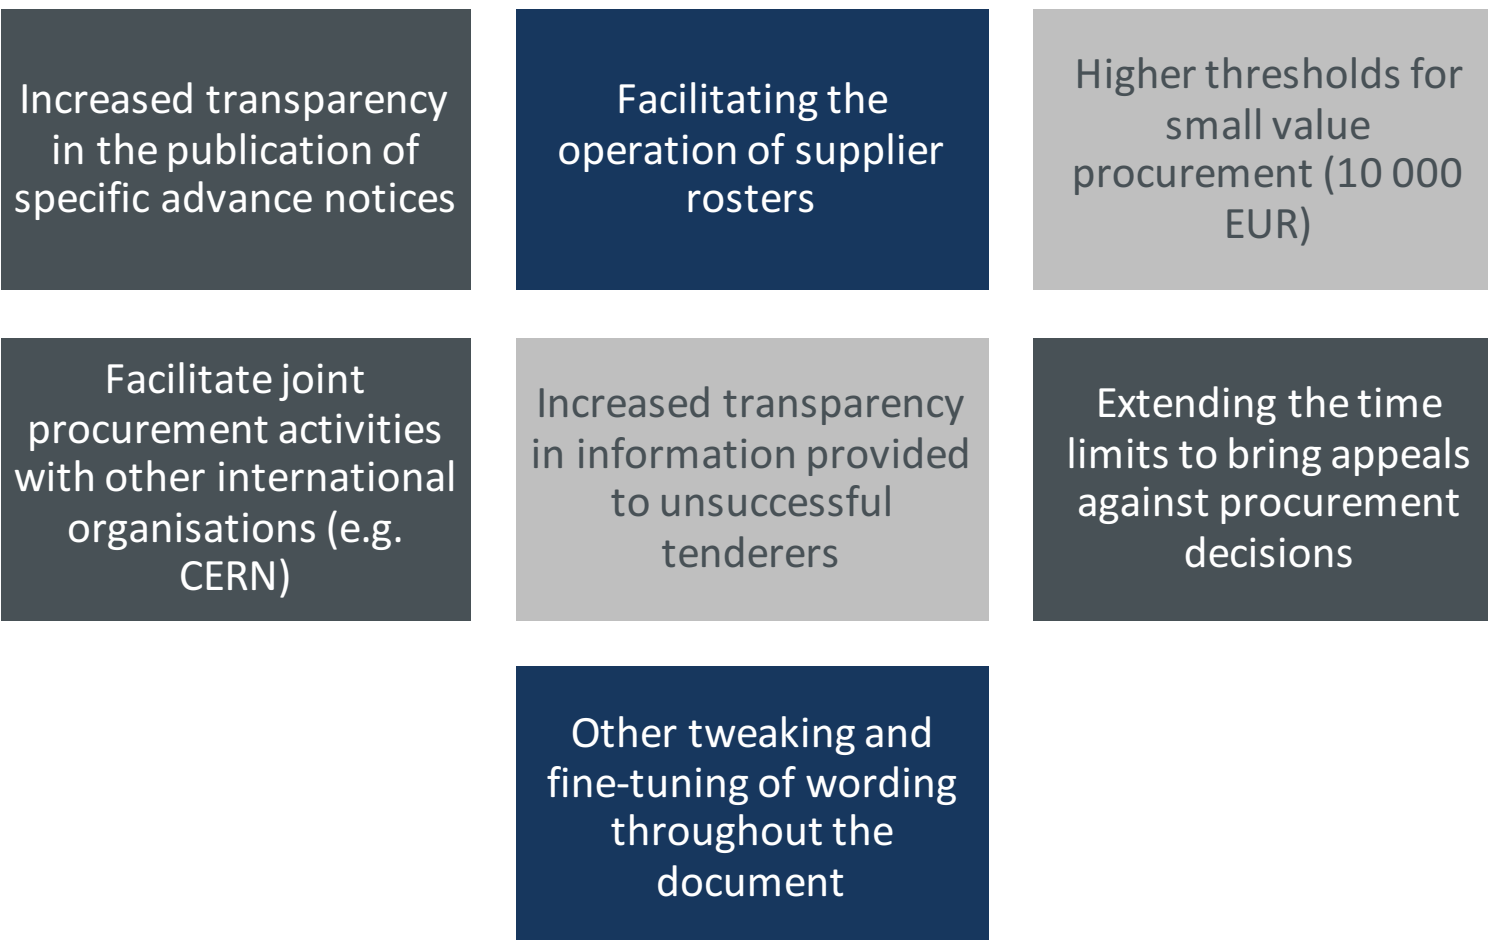 Increased transparency
in the publication of
specific advance notices
Facilitating the
operation of supplier
rosters
Higher thresholds for
small value
procurement (10 000
EUR)
Facilitate joint
procurement activities
with other international
organisations (e.g.
CERN)
Increased transparency
in information provided
to unsuccessful
tenderers
Extending the time
limits to bring appeals
against procurement
decisions
Other tweaking and
fine-tuning of wording
throughout the
document